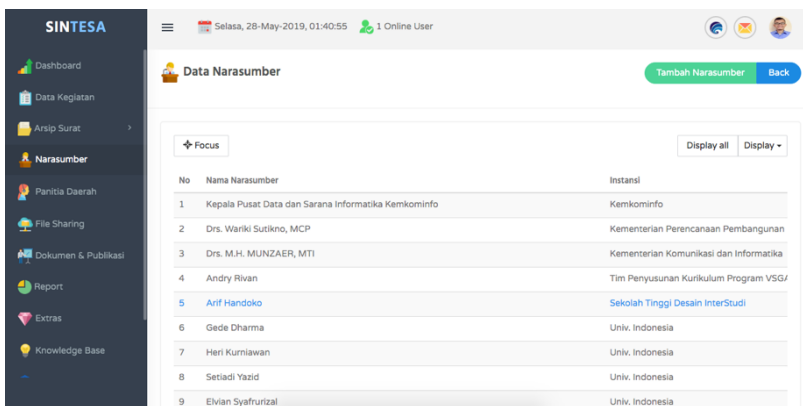 SINTESA
Selasa, 28-May-2019, 01:40:55 1 Online User
Dashboard
Data Kegiatan
Arsip Surat
Narasumber
Panitia Daerah
File Sharing
Dokumen & Publikasi
Report
Extras
Knowledge Base
Data Narasumber
Tambah Narasumber Back
Focus Display all Display
No Nama Narasumber Instansi
1 Kepala Pusat Data dan Sarana Informatika Kemkominfo Kemkominfo
2 Drs. Wariki Sutikno, MCP Kementerian Perencanaan Pembangunan
3 Drs. M.H. MUNZAER, MTI Kementerian Komunikasi dan Informatika
4 Andry Rivan Tim Penyusunan Kurikulum Program VSGA
5 Arif Handoko Sekolah Tinggi Desain InterStudi
6 Gede Dharma Univ. Indonesia
7 Heri Kurniawan Univ. Indonesia
8 Setiadi Yazid Univ. Indonesia
9 Elvian Syafrurizal Univ. Indonesia